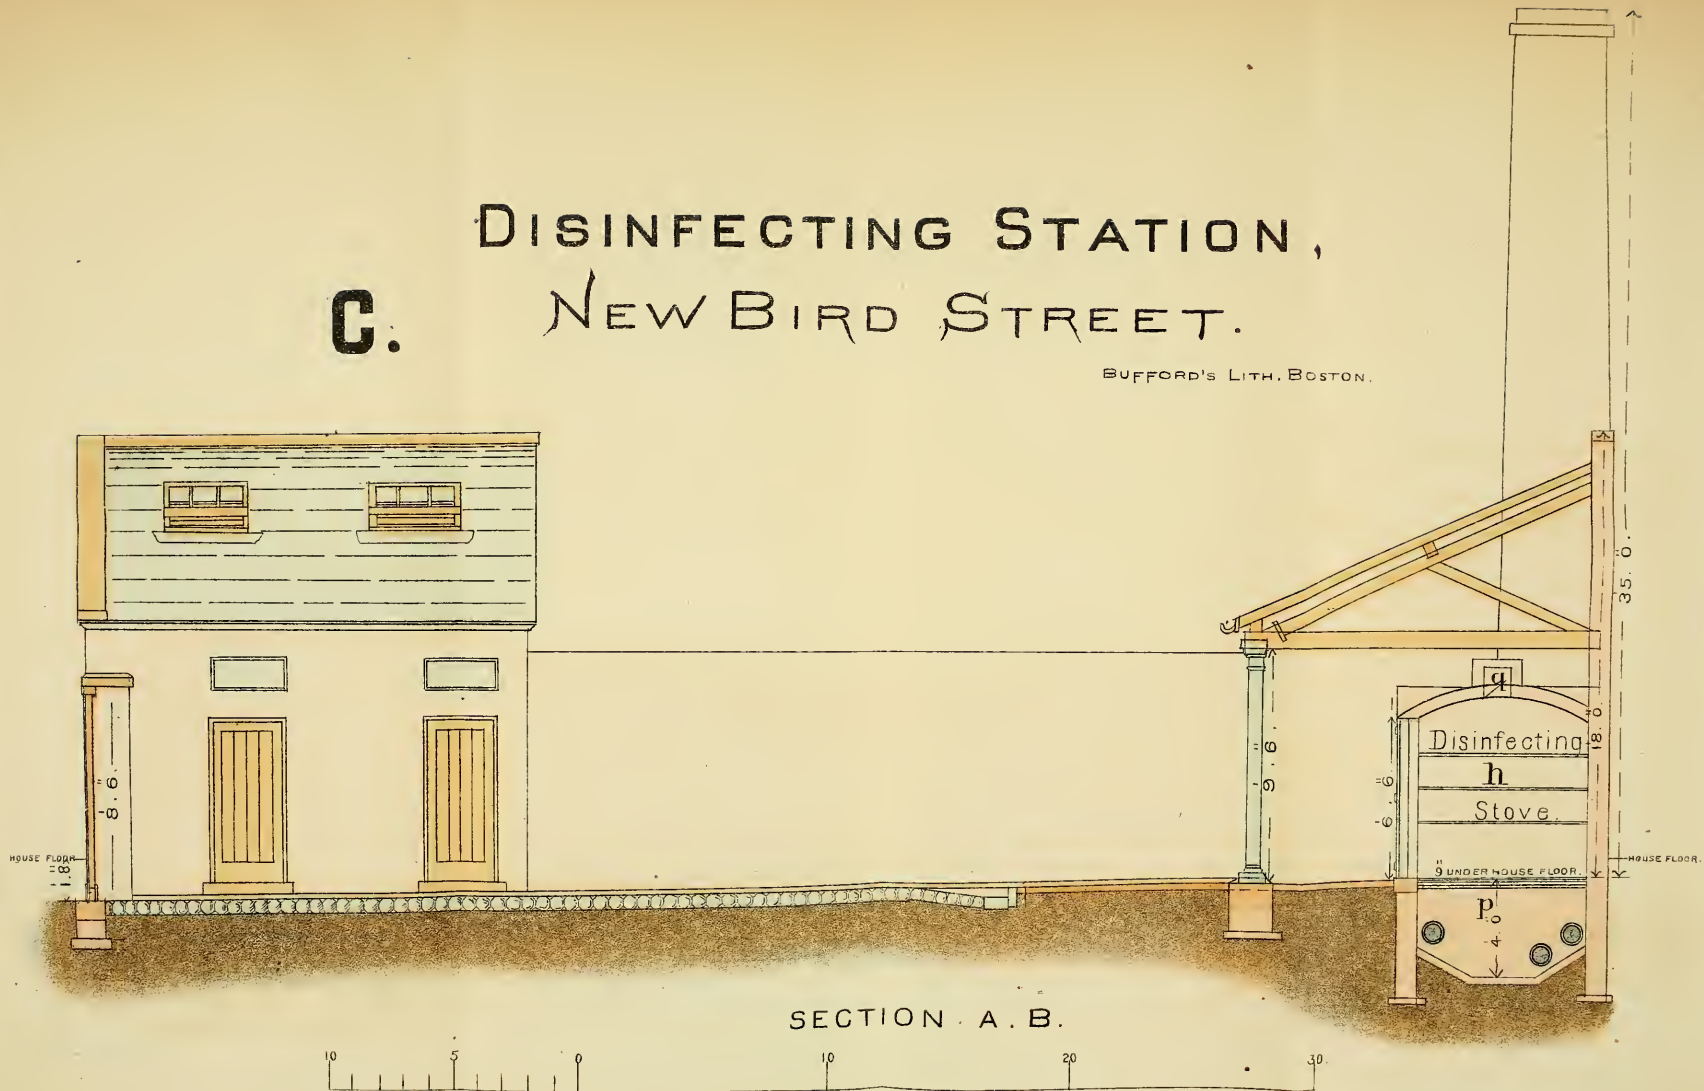 DISINFECTING STATION,
C. NEW BIRD STREET.
BUFFORD'S LITH. BOSTON.
35.0.
q
18.0.
Disinfecting
h
Stove.
9.6.
6.6.
8.6.
HOUSE FLOOR
1.8.
HOUSE FLOOR.
9" UNDER HOUSE FLOOR.
p
4.0
SECTION A.B.
10 5 0 10 20 30.